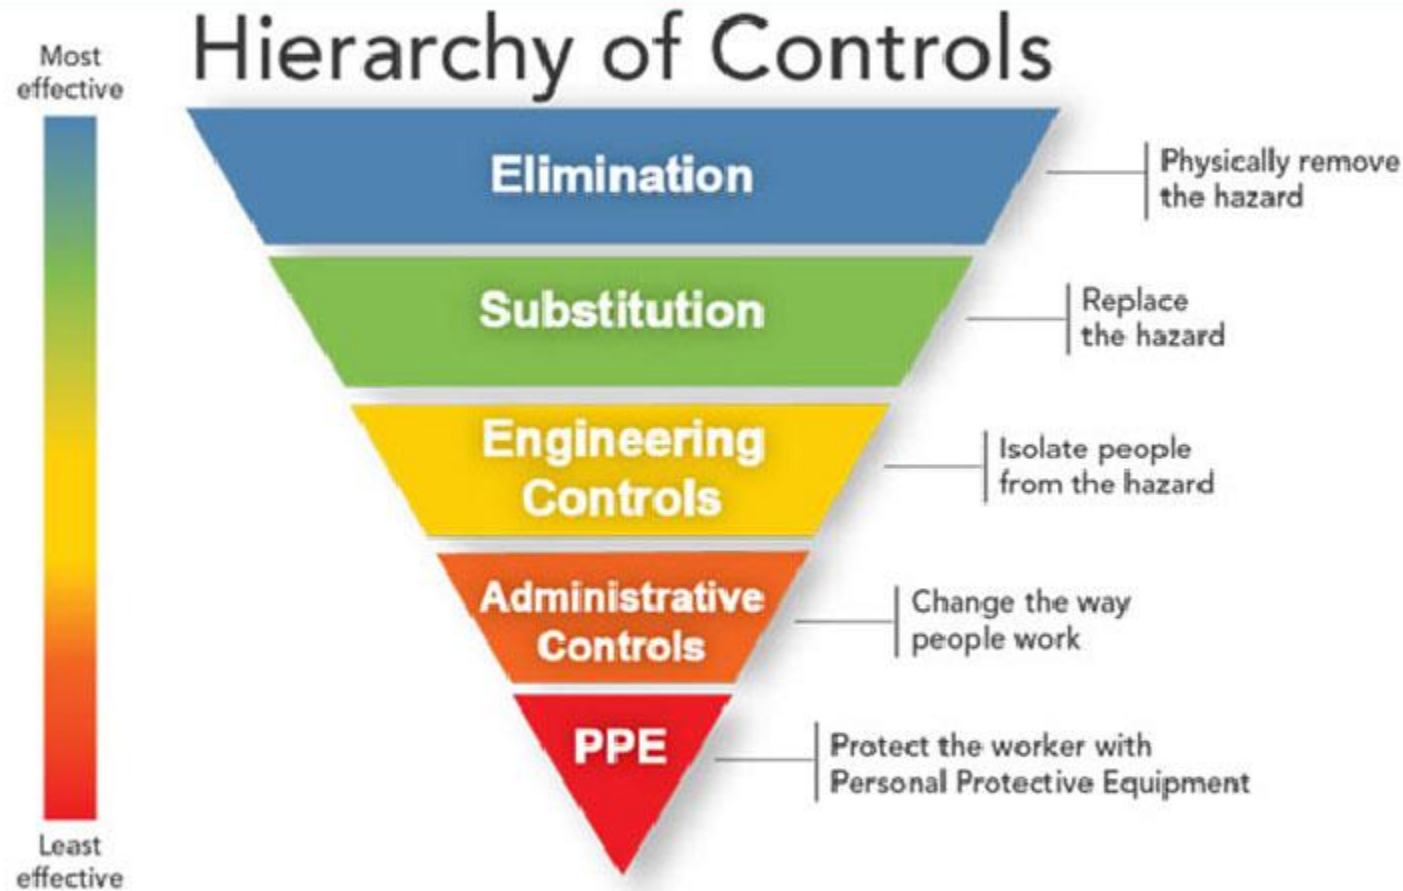 Hierarchy of Controls
Most
effective
Elimination
Physically remove
the hazard
Substitution
Replace
the hazard
Engineering
Controls
Isolate people
from the hazard
Administrative
Controls
Change the way
people work
PPE
Protect the worker with
Personal Protective Equipment
Least
effective